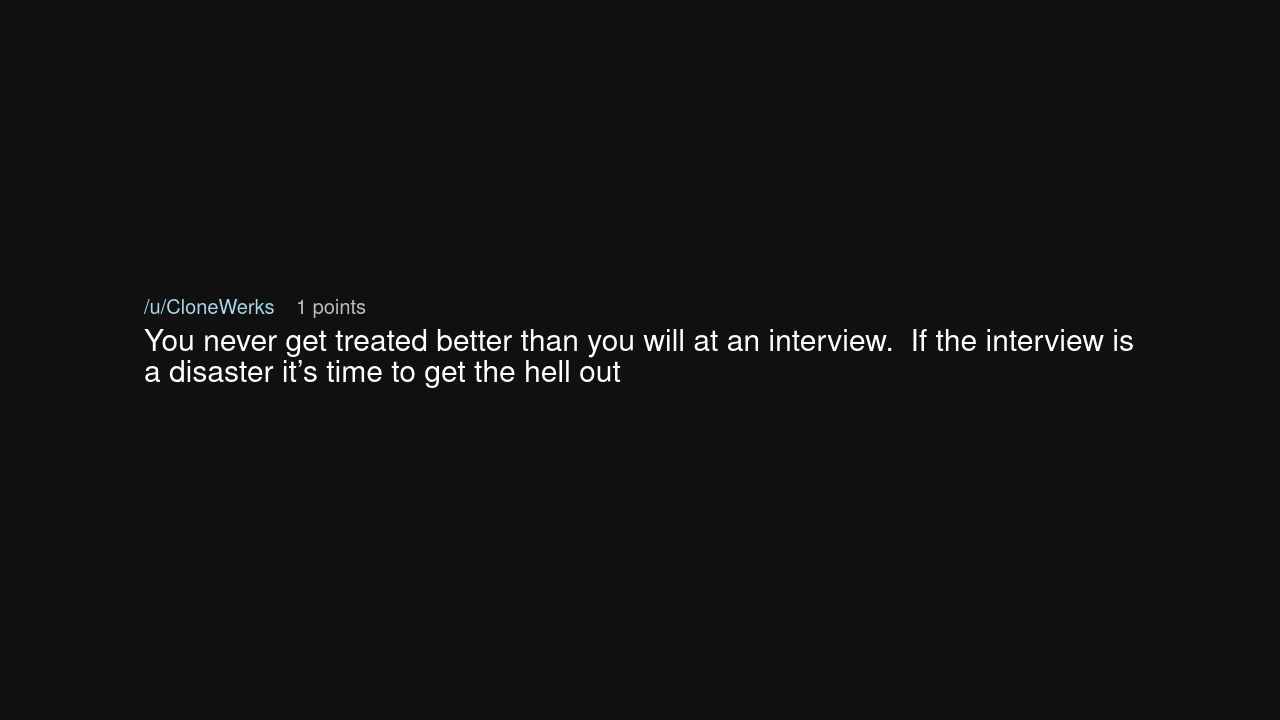 /u/CloneWerks 1 points
You never get treated better than you will at an interview.  If the interview is
a disaster it’s time to get the hell out